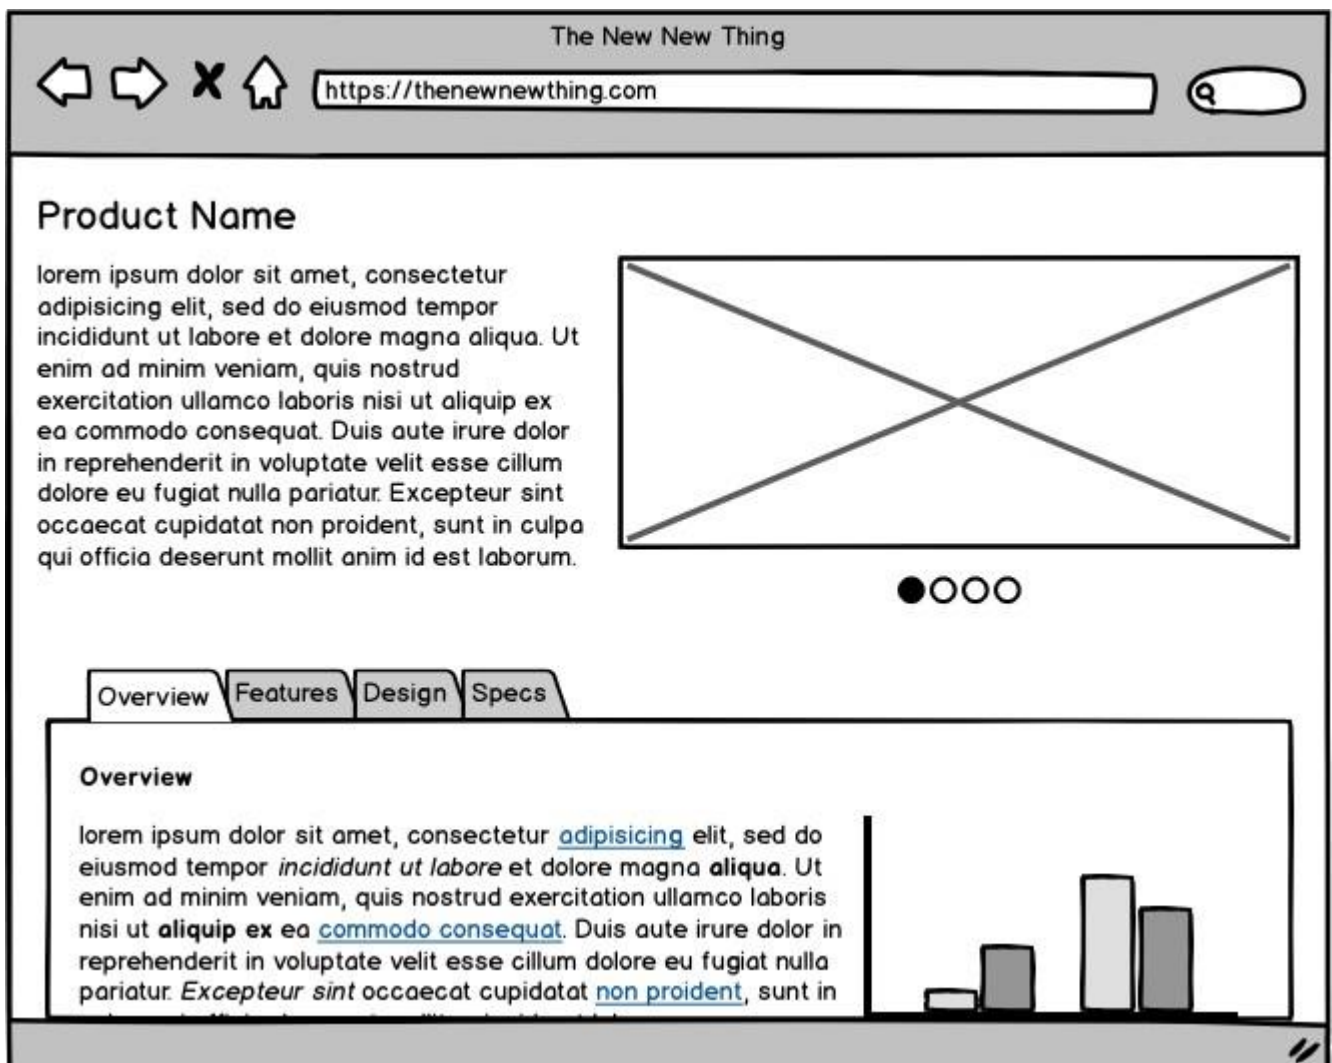 The New New Thing
https://thenewnewthing.com
Product Name
lorem ipsum dolor sit amet, consectetur
adipisicing elit, sed do eiusmod tempor
incididunt ut labore et dolore magna aliqua. Ut
enim ad minim veniam, quis nostrud
exercitation ullamco laboris nisi ut aliquip ex
ea commodo consequat. Duis aute irure dolor
in reprehenderit in voluptate velit esse cillum
dolore eu fugiat nulla pariatur. Excepteur sint
occaecat cupidatat non proident, sunt in culpa
qui officia deserunt mollit anim id est laborum.
Overview Features Design Specs
Overview
lorem ipsum dolor sit amet, consectetur adipisicing elit, sed do
eiusmod tempor incididunt ut labore et dolore magna aliqua. Ut
enim ad minim veniam, quis nostrud exercitation ullamco laboris
nisi ut aliquip ex ea commodo consequat. Duis aute irure dolor in
reprehenderit in voluptate velit esse cillum dolore eu fugiat nulla
pariatur. Excepteur sint occaecat cupidatat non proident, sunt in